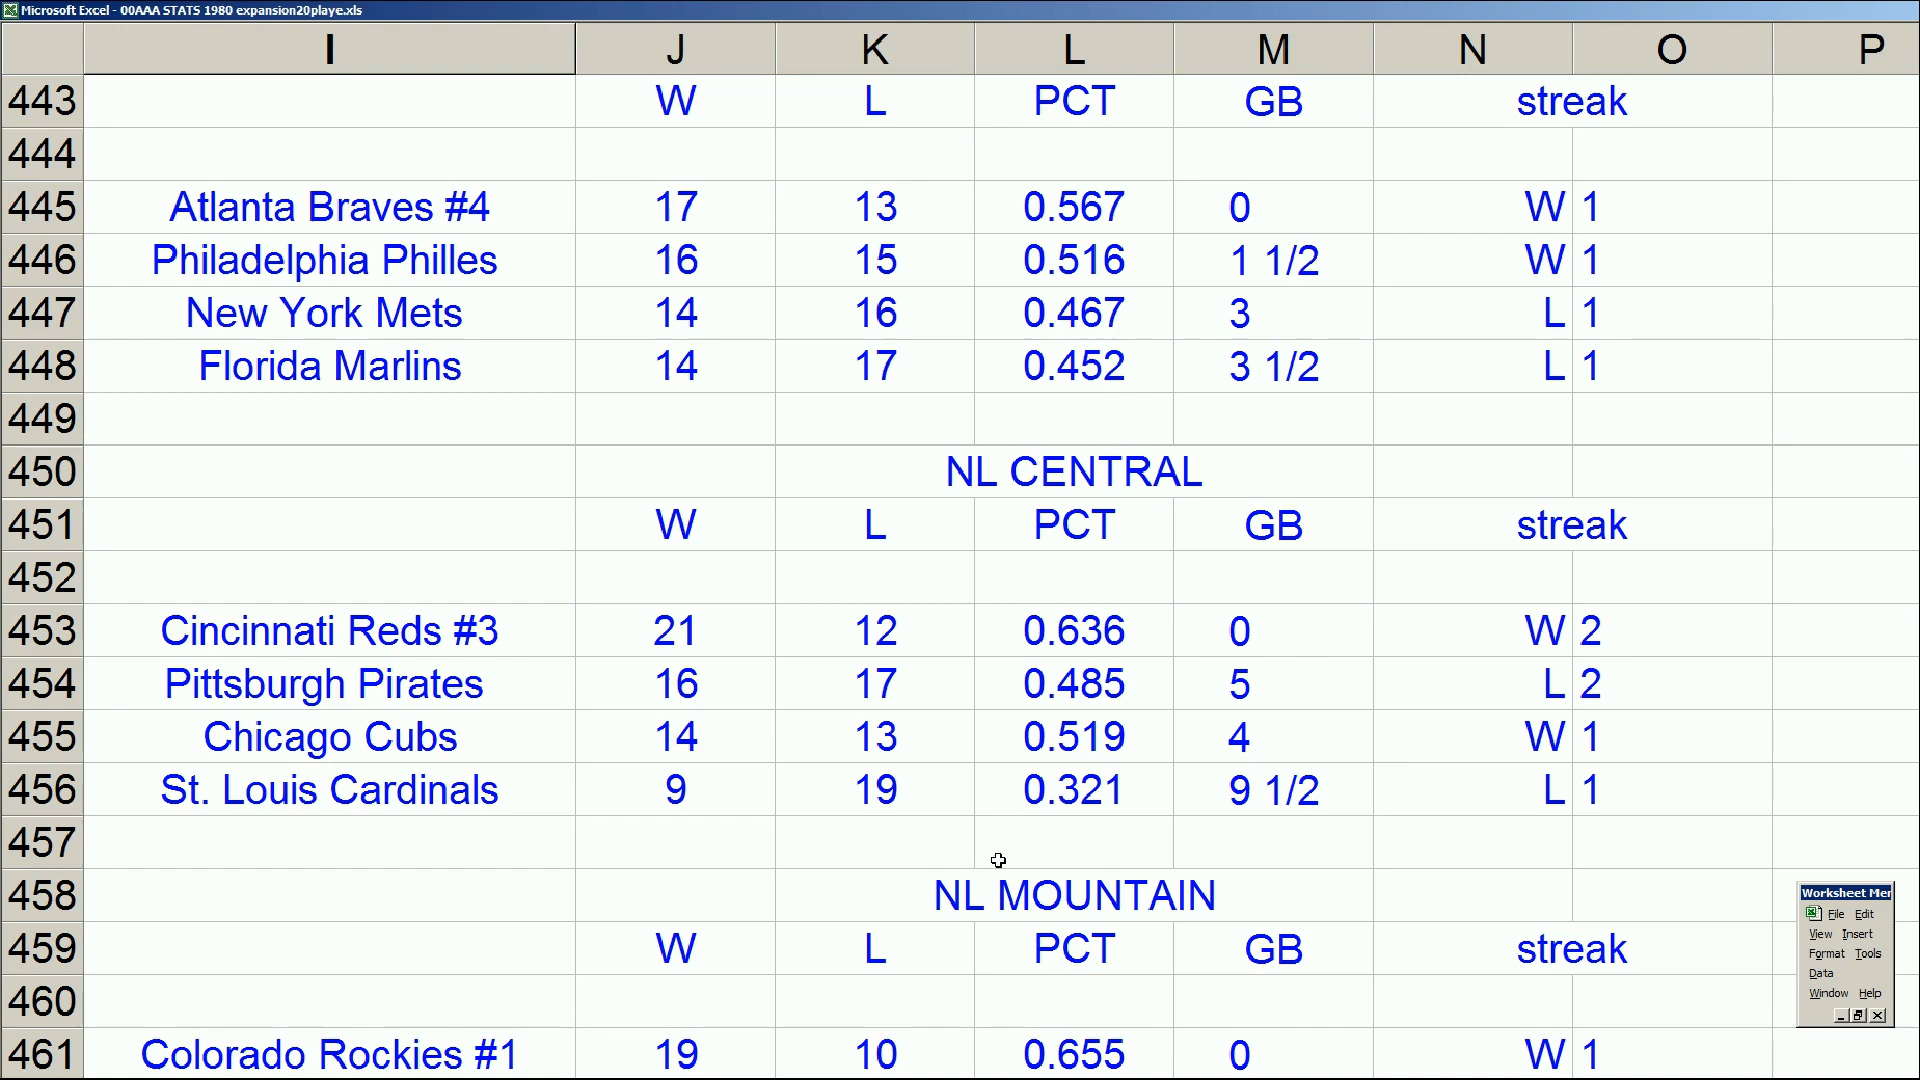 Microsoft Excel - 00AAA STATS 1980 expansion20playe.xls
I J K L M N O P
443 W L PCT GB streak
444
445 Atlanta Braves #4 17 13 0.567 0 W 1
446 Philadelphia Philles 16 15 0.516 1 1/2 W 1
447 New York Mets 14 16 0.467 3 L 1
448 Florida Marlins 14 17 0.452 3 1/2 L 1
449
450 NL CENTRAL
451 W L PCT GB streak
452
453 Cincinnati Reds #3 21 12 0.636 0 W 2
454 Pittsburgh Pirates 16 17 0.485 5 L 2
455 Chicago Cubs 14 13 0.519 4 W 1
456 St. Louis Cardinals 9 19 0.321 9 1/2 L 1
457
458 NL MOUNTAIN
459 W L PCT GB streak
460
461 Colorado Rockies #1 19 10 0.655 0 W 1
Worksheet Mer
File Edit
View Insert
Format Tools
Data
Window Help